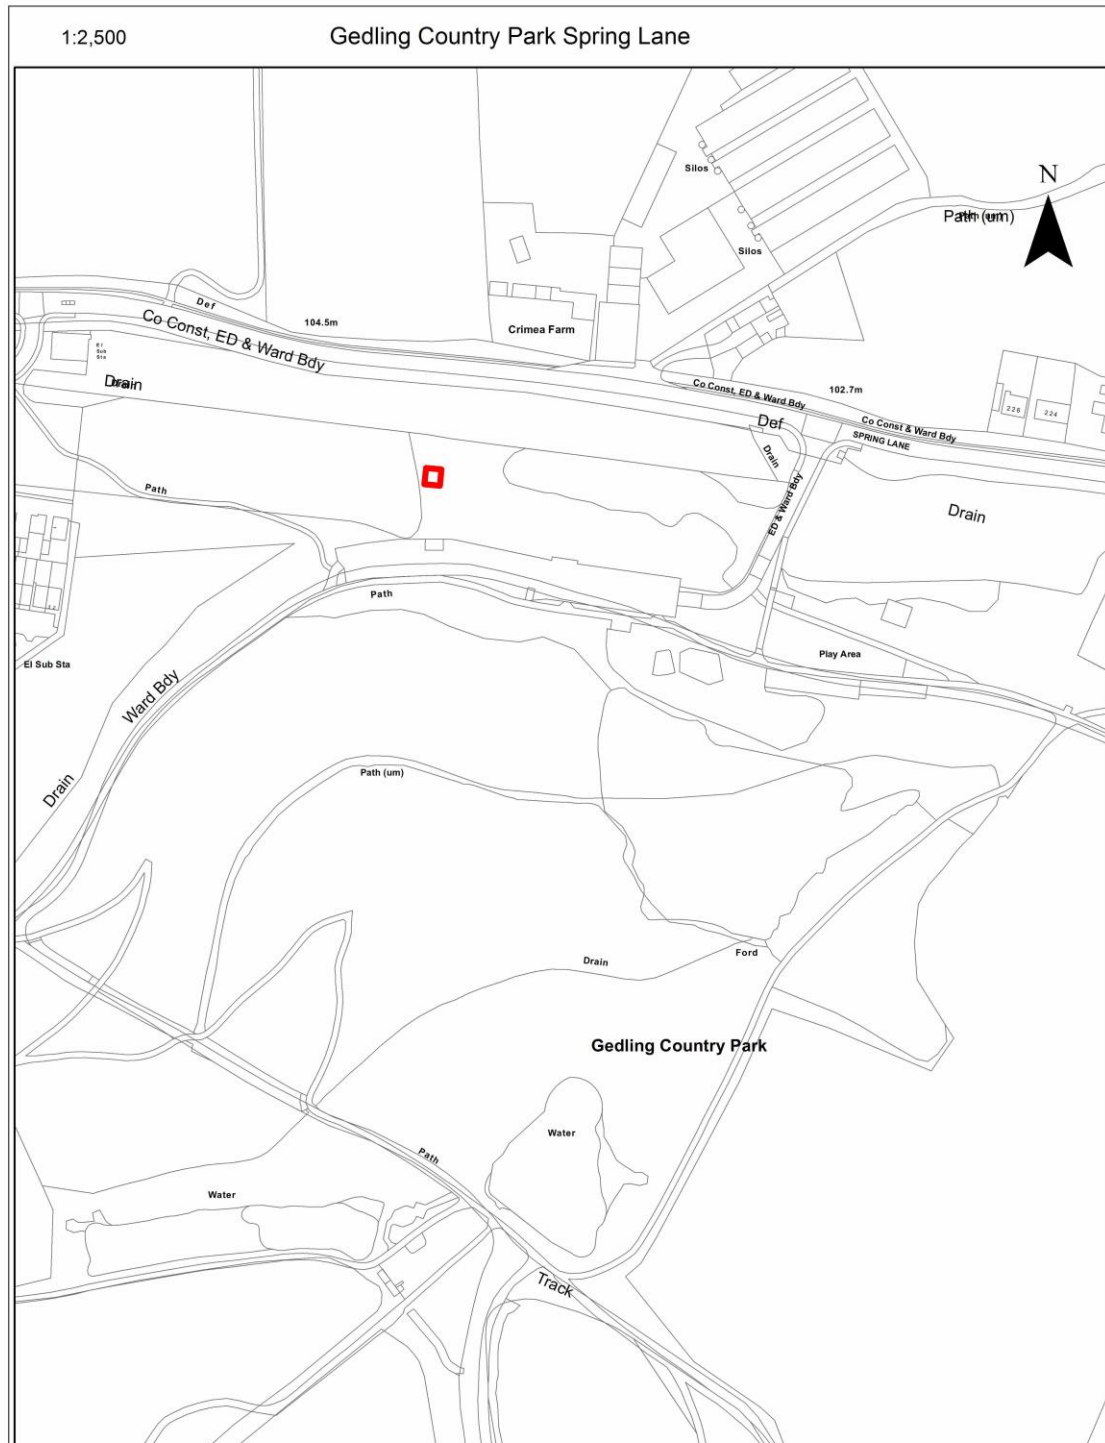 1:2,500
Gedling Country Park Spring Lane
Silos
N
Path (um)
Silos
Def
104.5m
Co Const, ED & Ward Bdy
Crimea Farm
El
Sub
Sta
Drain
Co Const, ED & Ward Bdy
102.7m
226
224
Def
Co Const & Ward Bdy
SPRING LANE
Drain
Path
ED & Ward Bdy
Drain
Path
El Sub Sta
Play Area
Ward Bdy
Path (um)
Drain
Drain
Ford
Gedling Country Park
Water
Path
Water
Track